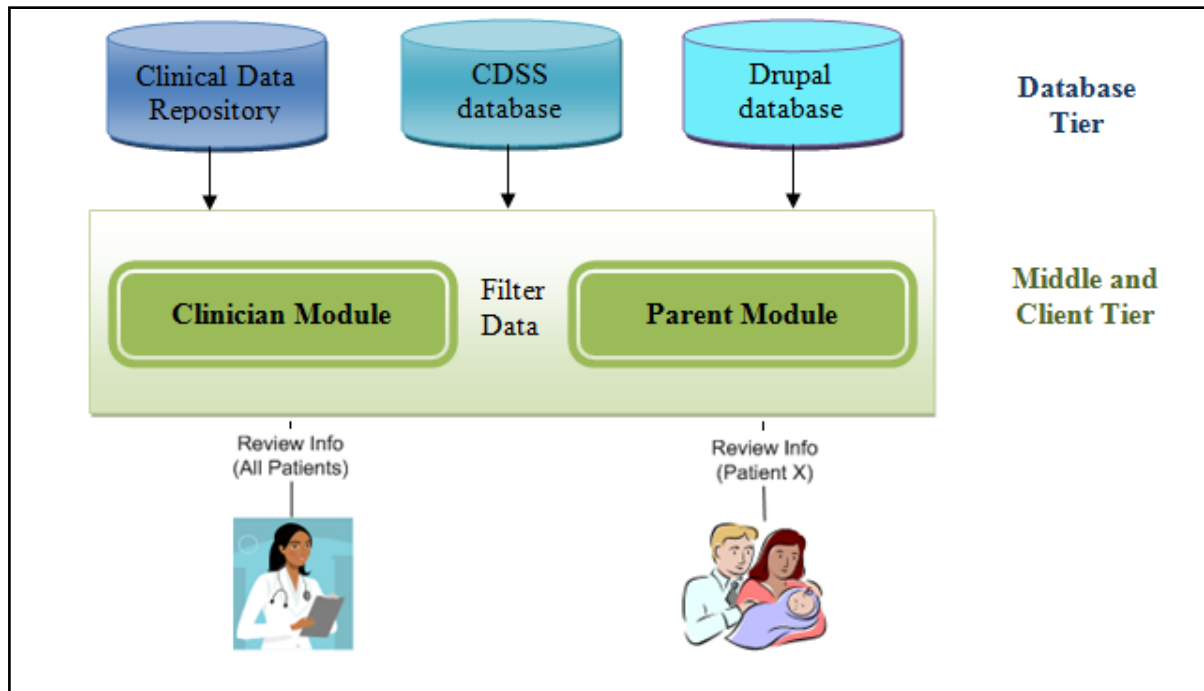 Clinical Data
Repository
CDSS
database
Drupal
database
Database
Tier
Clinician Module
Filter
Data
Parent Module
Middle and
Client Tier
Review Info
(All Patients)
Review Info
(Patient X)